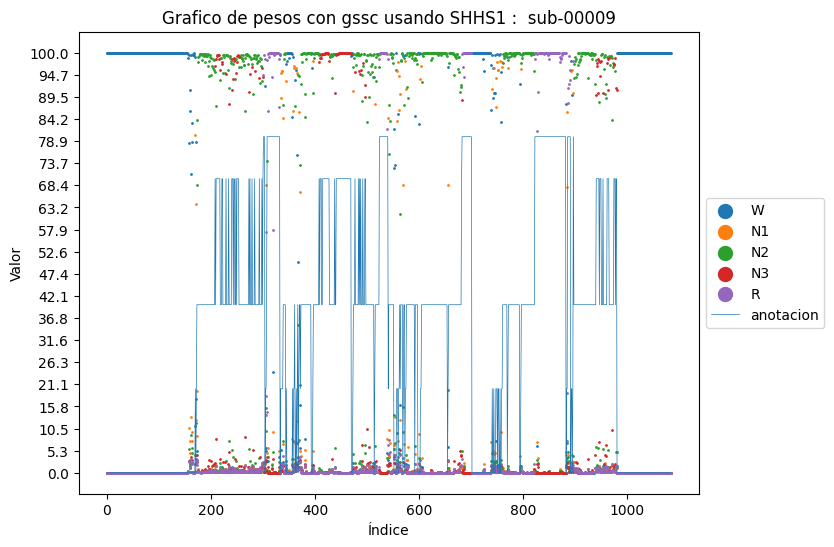 Grafico de pesos con gssc usando SHHS1 :  sub-00009
100.0
94.7
89.5
84.2
78.9
73.7
68.4
63.2
57.9
52.6
47.4
42.1
36.8
31.6
26.3
21.1
15.8
10.5
5.3
0.0
Valor
0 200 400 600 800 1000
Índice
W
N1
N2
N3
R
anotacion